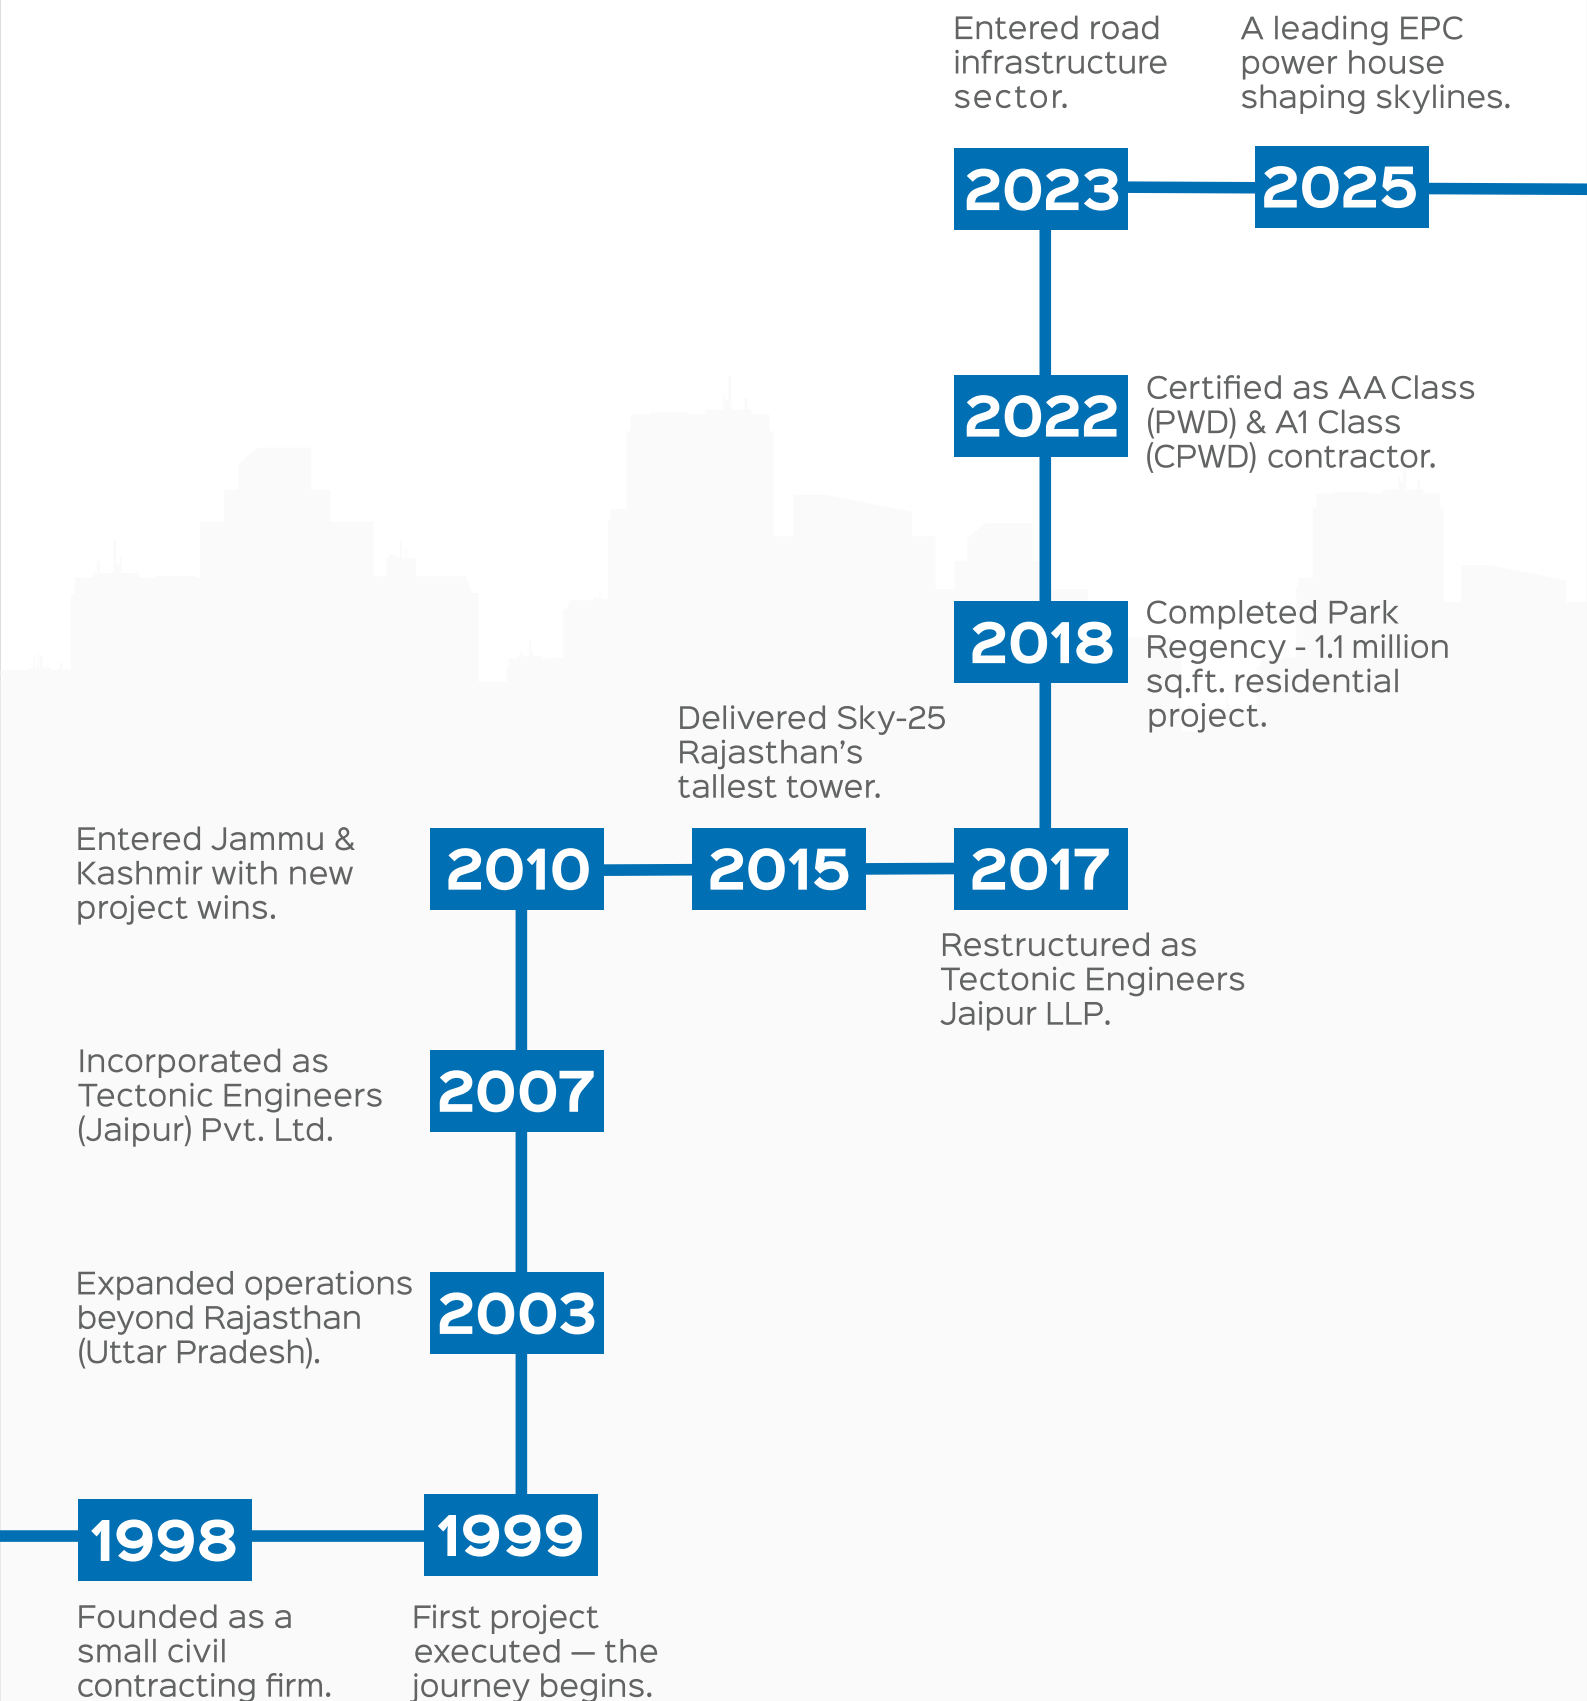 Entered road
infrastructure
sector.
A leading EPC
power house
shaping skylines.
2023
2025
2022
Certified as AA Class
(PWD) & A1 Class
(CPWD) contractor.
2018
Completed Park
Regency - 1.1 million
sq.ft. residential
project.
Delivered Sky-25
Rajasthan's
tallest tower.
Entered Jammu &
Kashmir with new
project wins.
2010
2015
2017
Restructured as
Tectonic Engineers
Jaipur LLP.
Incorporated as
Tectonic Engineers
(Jaipur) Pvt. Ltd.
2007
Expanded operations
beyond Rajasthan
(Uttar Pradesh).
2003
1998
1999
Founded as a
small civil
contracting firm.
First project
executed – the
journey begins.